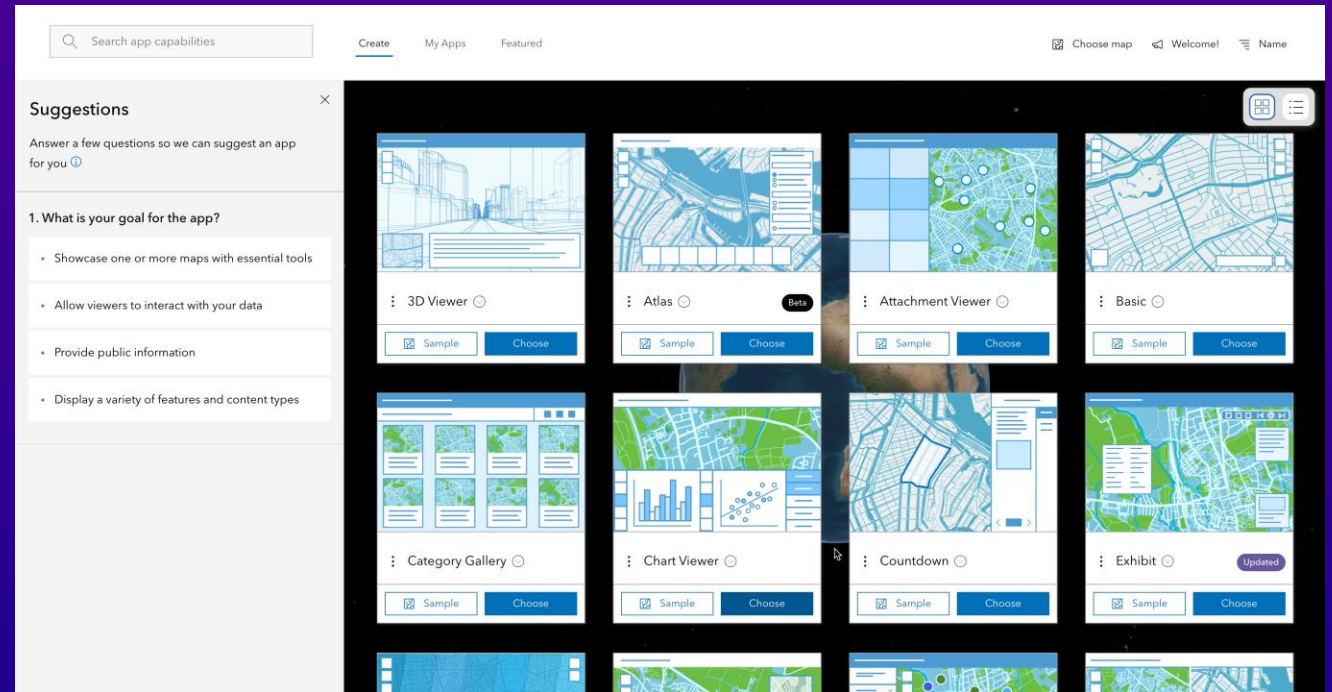 Search app capabilities
Create
My Apps
Featured
Choose map
Welcome!
Name
Suggestions
Answer a few questions so we can suggest an app
for you
1. What is your goal for the app?
Showcase one or more maps with essential tools
Allow viewers to interact with your data
Provide public information
Display a variety of features and content types
3D Viewer
Atlas
Beta
Attachment Viewer
Basic
Sample
Choose
Sample
Choose
Sample
Choose
Sample
Choose
Category Gallery
Chart Viewer
Countdown
Exhibit
Updated
Sample
Choose
Sample
Choose
Sample
Choose
Sample
Choose